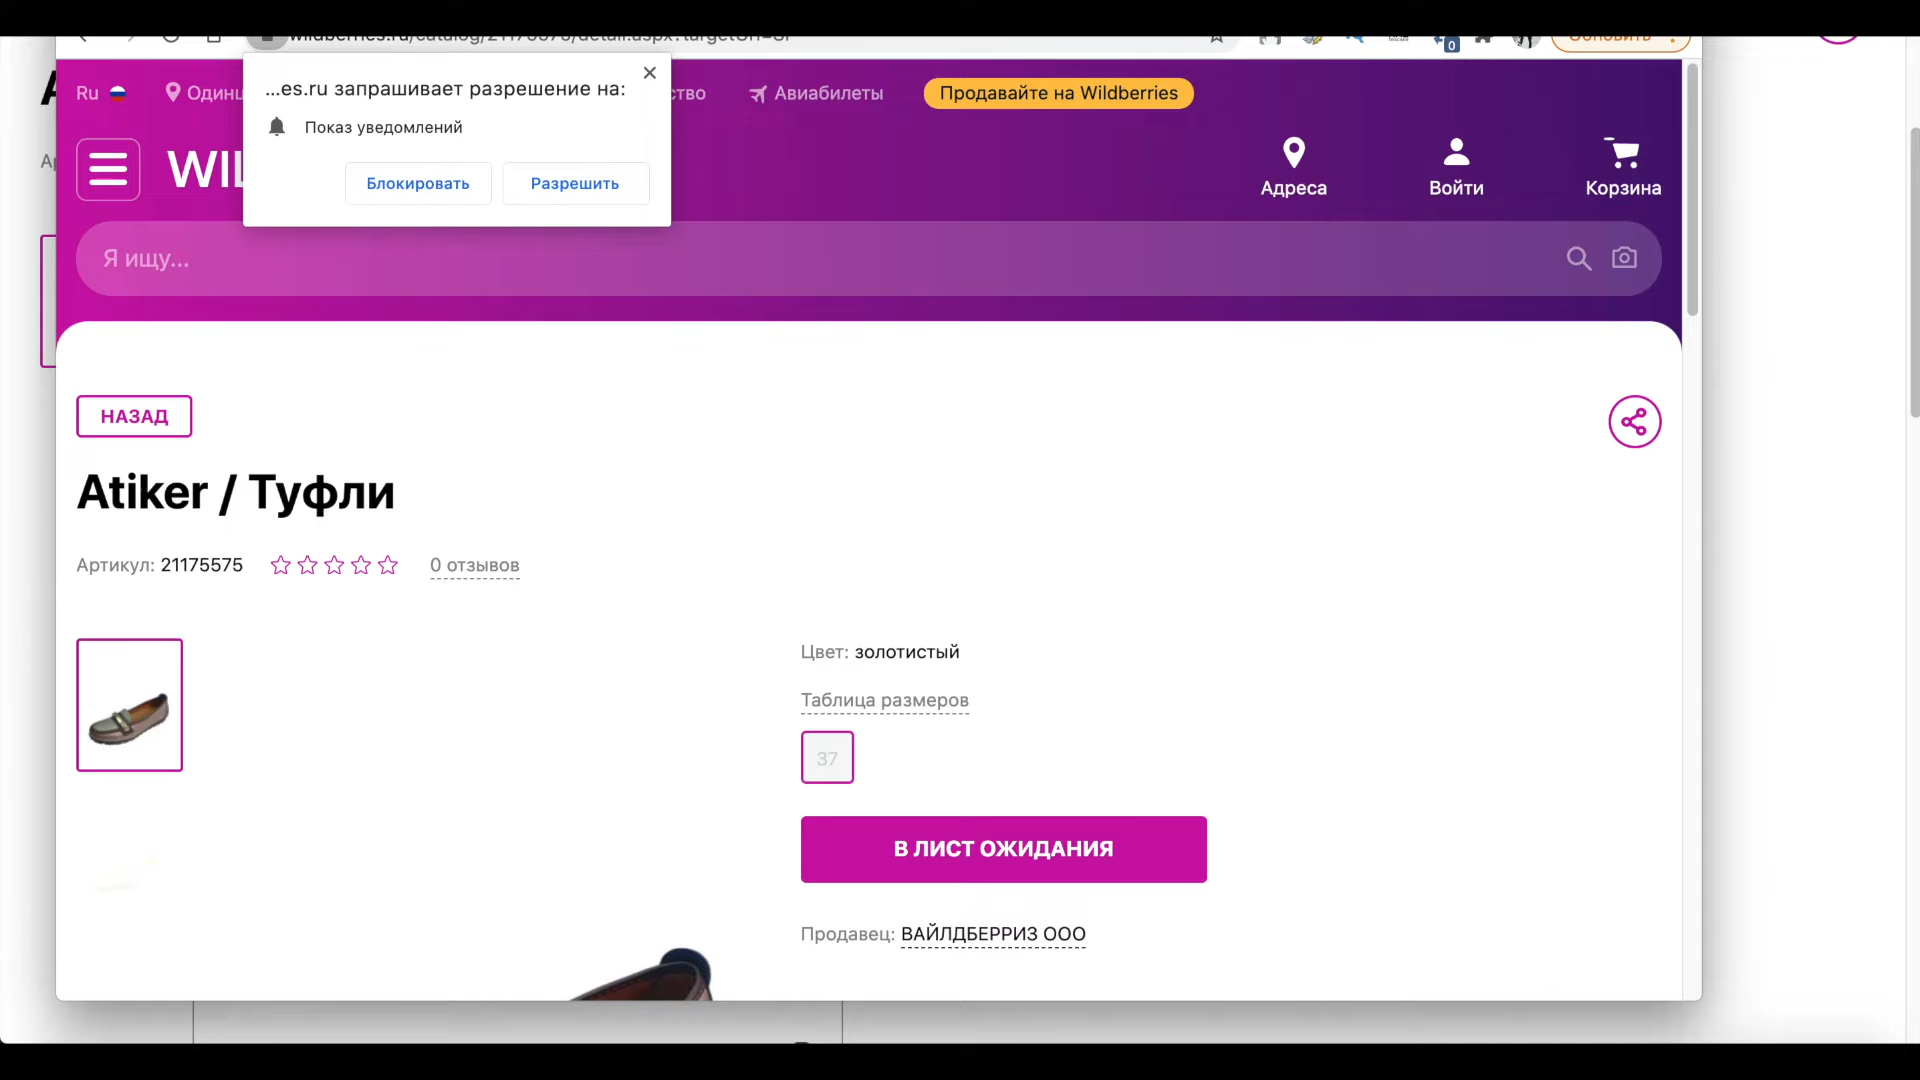 ...es.ru запрашивает разрешение на:
Показ уведомлений
Блокировать
Разрешить
Ru
Авиабилеты
Продавайте на Wildberries
Адреса
Войти
Корзина
0
Я ищу...
НАЗАД
Atiker / Туфли
Артикул: 21175575
0 отзывов
Цвет: золотистый
Таблица размеров
37
В ЛИСТ ОЖИДАНИЯ
Продавец: ВАЙЛДБЕРРИЗ ООО